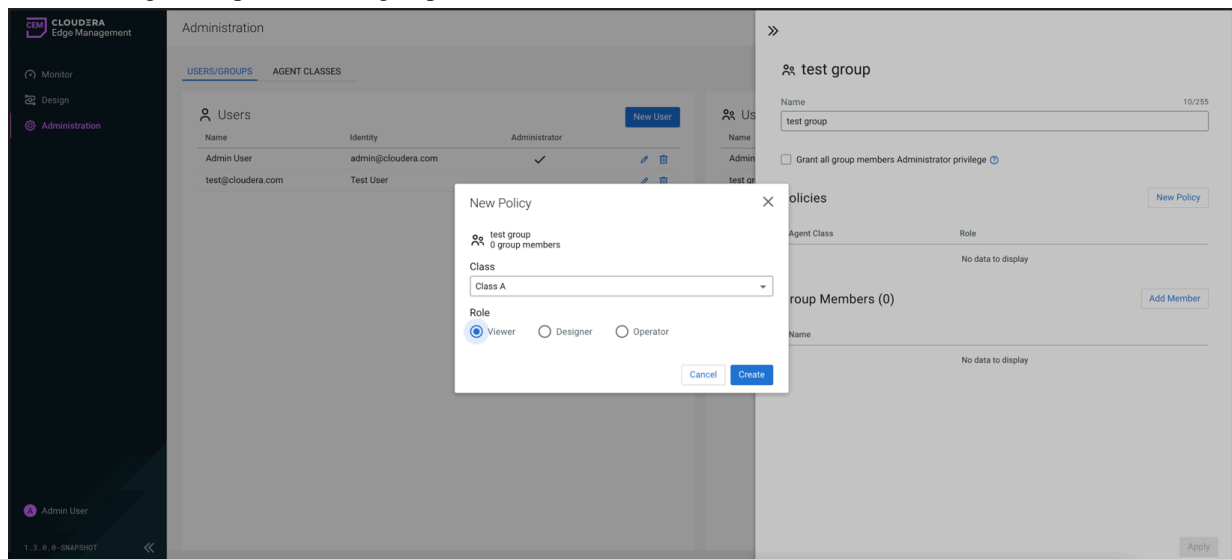 CEM CLOUDERA
Edge Management
Monitor
Design
Administration
Admin User
1.3.0.0-SNAPSHOT
Administration
USERS/GROUPS AGENT CLASSES
Users
New User
Name Identity Administrator
Admin User admin@cloudera.com
test@cloudera.com Test User
Name
New Policy
test group
0 group members
Class
Class A
Role
Viewer Designer Operator
Cancel Create
test group
Name 10/255
test group
Grant all group members Administrator privilege
olicies New Policy
Agent Class Role
No data to display
roup Members (0) Add Member
Name
No data to display
Apply